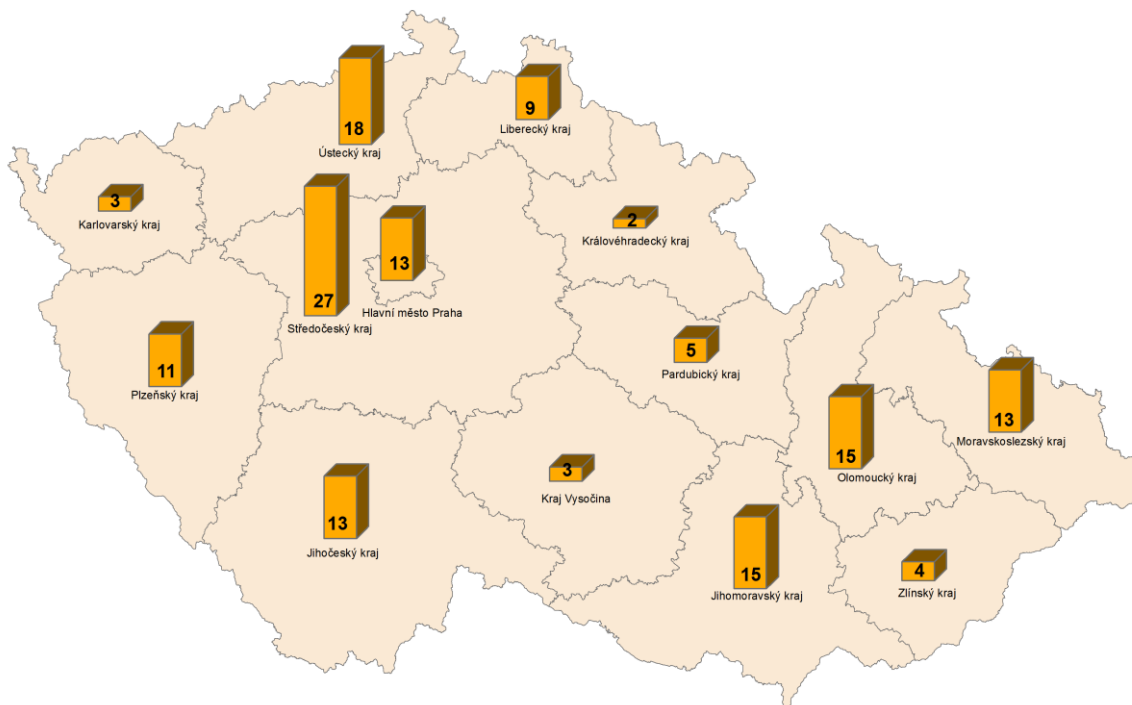 18
Ústecký kraj
9
Liberecký kraj
3
Karlovarský kraj
2
Královéhradecký kraj
27
Středočeský kraj
13
Hlavní město Praha
11
Plzeňský kraj
5
Pardubický kraj
13
Moravskoslezský kraj
15
Olomoucký kraj
3
Kraj Vysočina
13
Jihočeský kraj
15
Jihomoravský kraj
4
Zlínský kraj